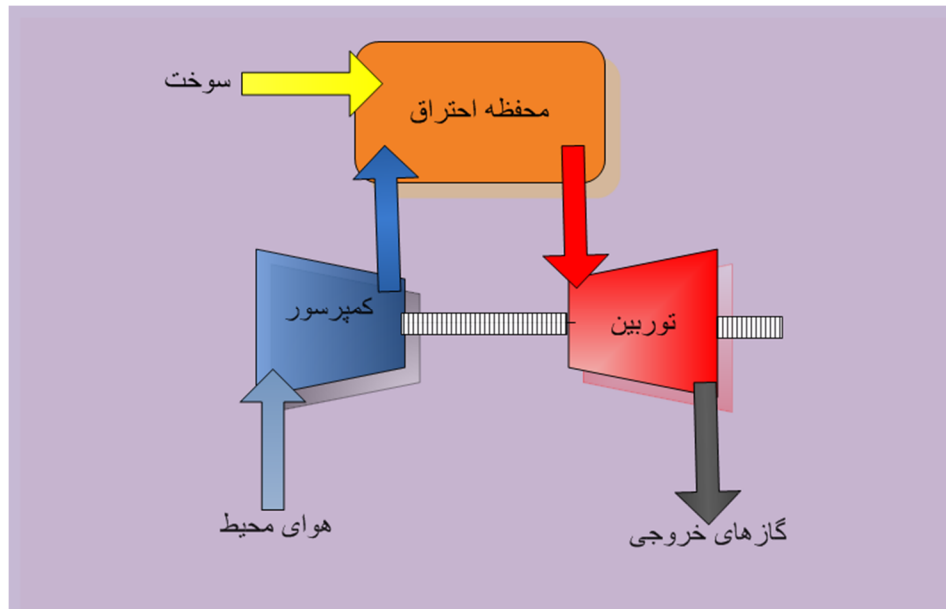 سوخت
محفظه احتراق
کمپرسور
توربین
هوای محیط
گازهای خروجی